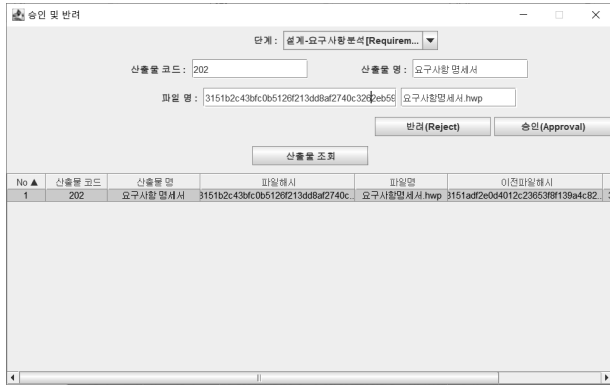 승인 및 반려
단계 : 설계-요구사항분석[Requirem...
산출물 코드 : 202 산출물 명 : 요구사항 명세서
파일 명 : 3151b2c43bfc0b5126f213dd8af2740c3262eb59 요구사항명세서.hwp
반려(Reject) 승인(Approval)
산출물 조회
No ▲ 산출물 코드 산출물 명 파일해시 파일명 이전파일해시
1 202 요구사항 명세서 3151b2c43bfc0b5126f213dd8af2740c... 요구사항명세서.hwp 3151adf2e0d4012c23653f8f139a4c82...